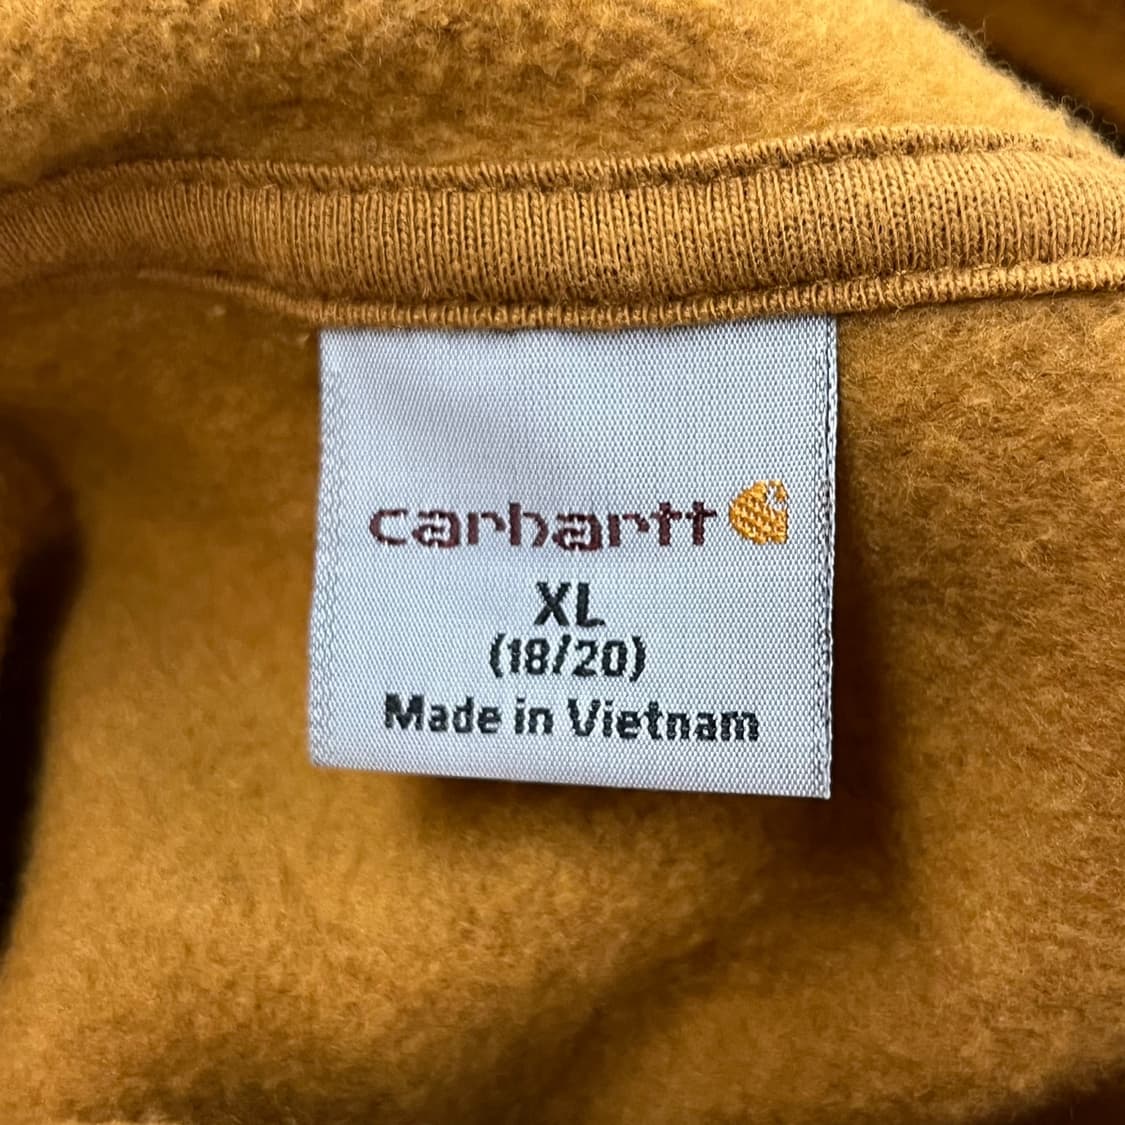 carhartt
XL
(18/20)
Made in Vietnam